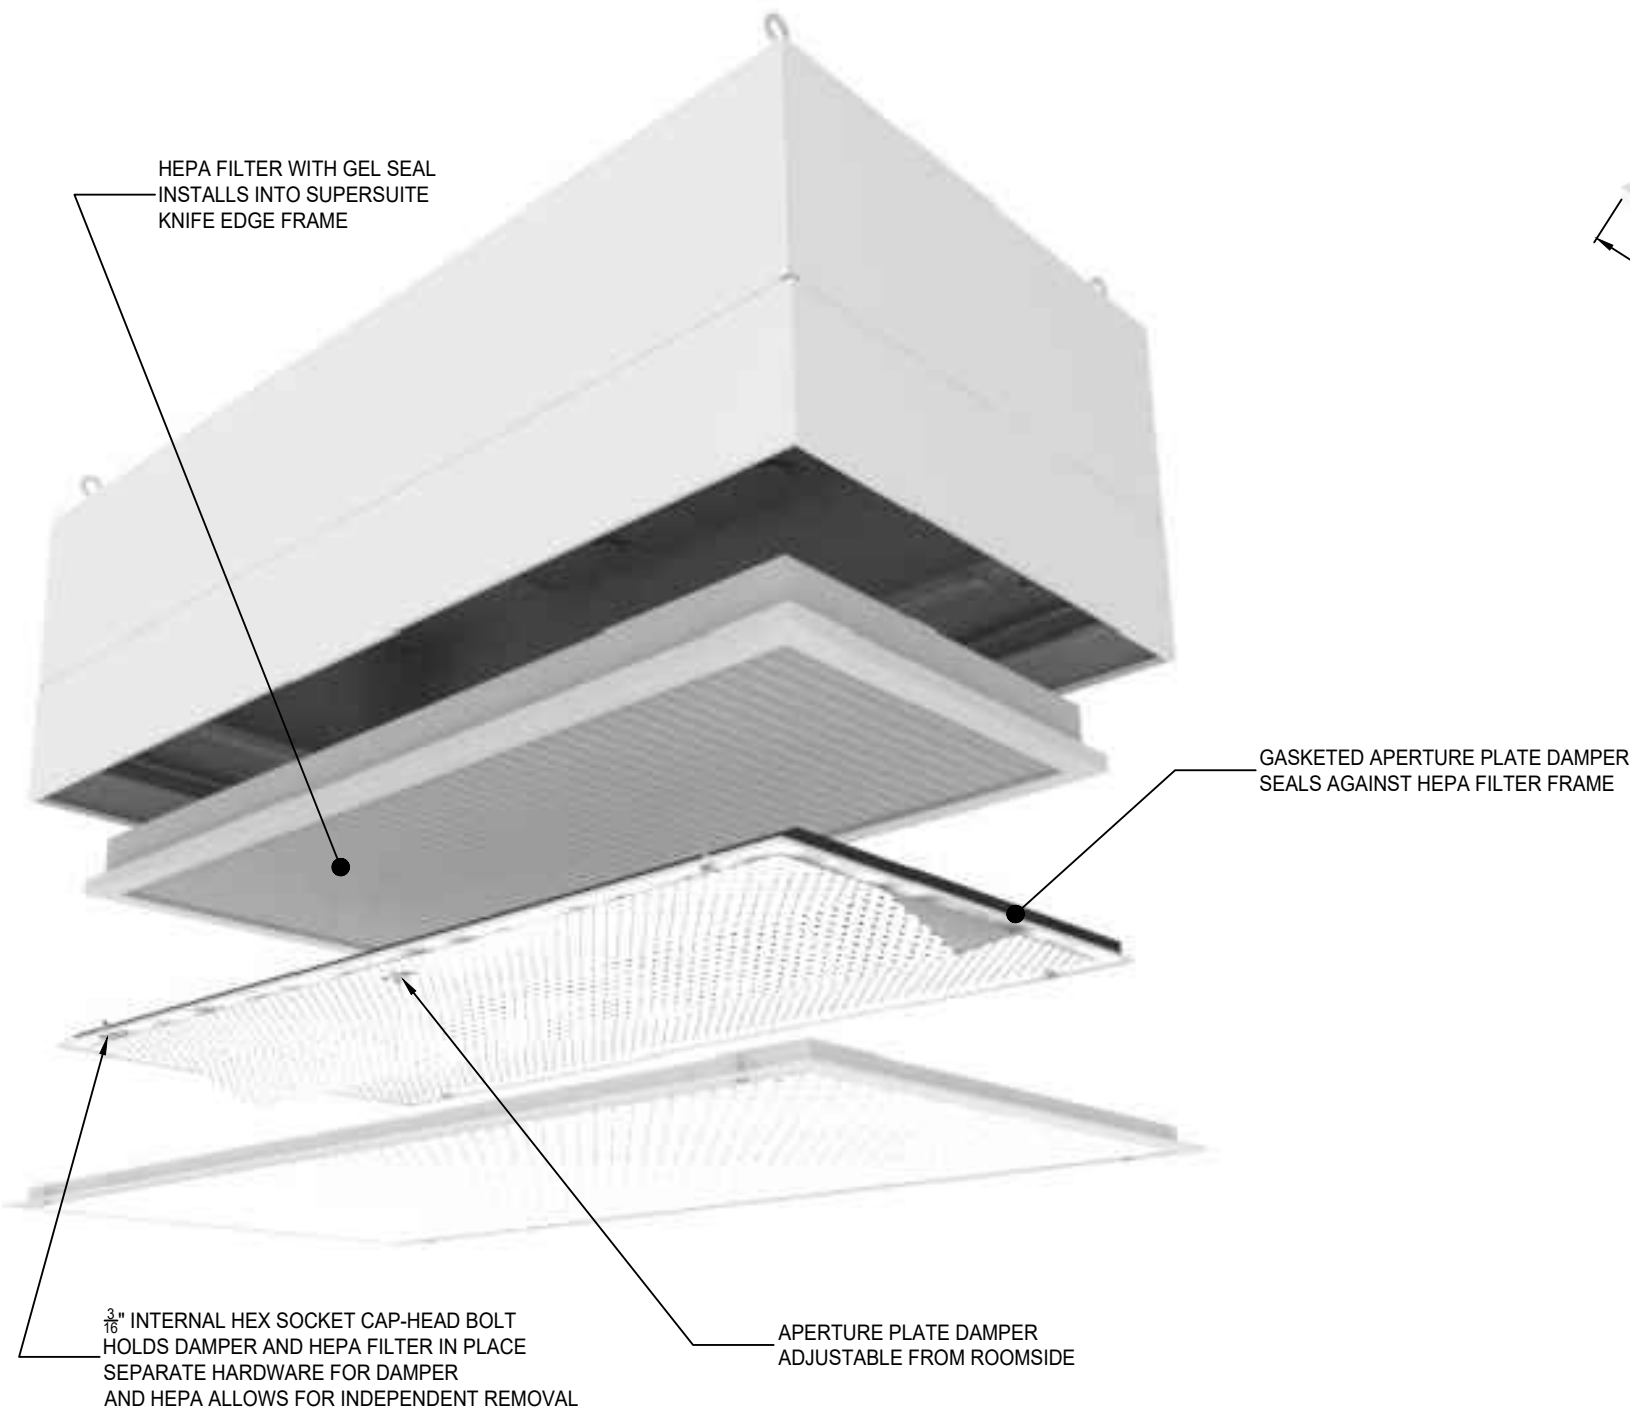 HEPA FILTER WITH GEL SEAL
INSTALLS INTO SUPERSUITE
KNIFE EDGE FRAME
GASKETED APERTURE PLATE DAMPER
SEALS AGAINST HEPA FILTER FRAME
3/16" INTERNAL HEX SOCKET CAP-HEAD BOLT
HOLDS DAMPER AND HEPA FILTER IN PLACE
SEPARATE HARDWARE FOR DAMPER
AND HEPA ALLOWS FOR INDEPENDENT REMOVAL
APERTURE PLATE DAMPER
ADJUSTABLE FROM ROOMSIDE